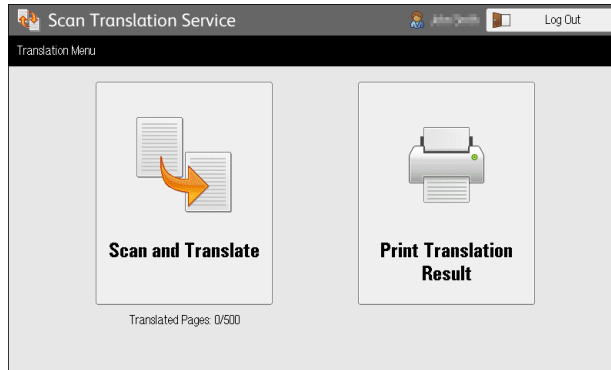 Scan Translation Service
Log Out
Translation Menu
Scan and Translate
Print Translation
Result
Translated Pages: 0/500